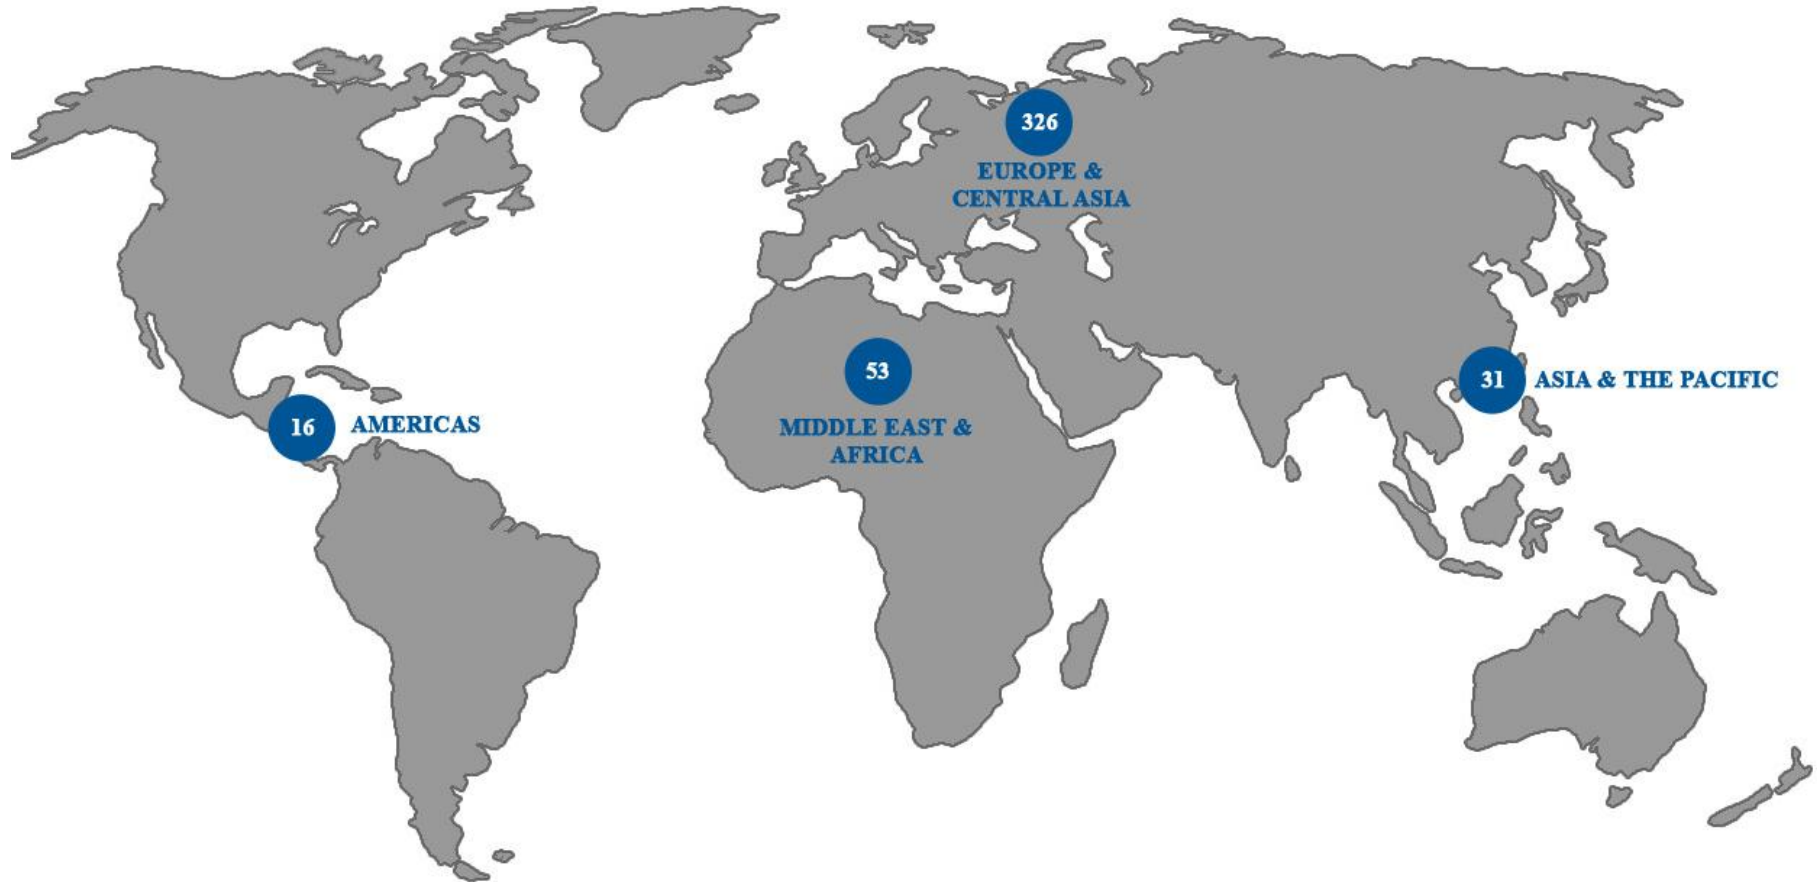 326
EUROPE &
CENTRAL ASIA
53
MIDDLE EAST &
AFRICA
31 ASIA & THE PACIFIC
16 AMERICAS